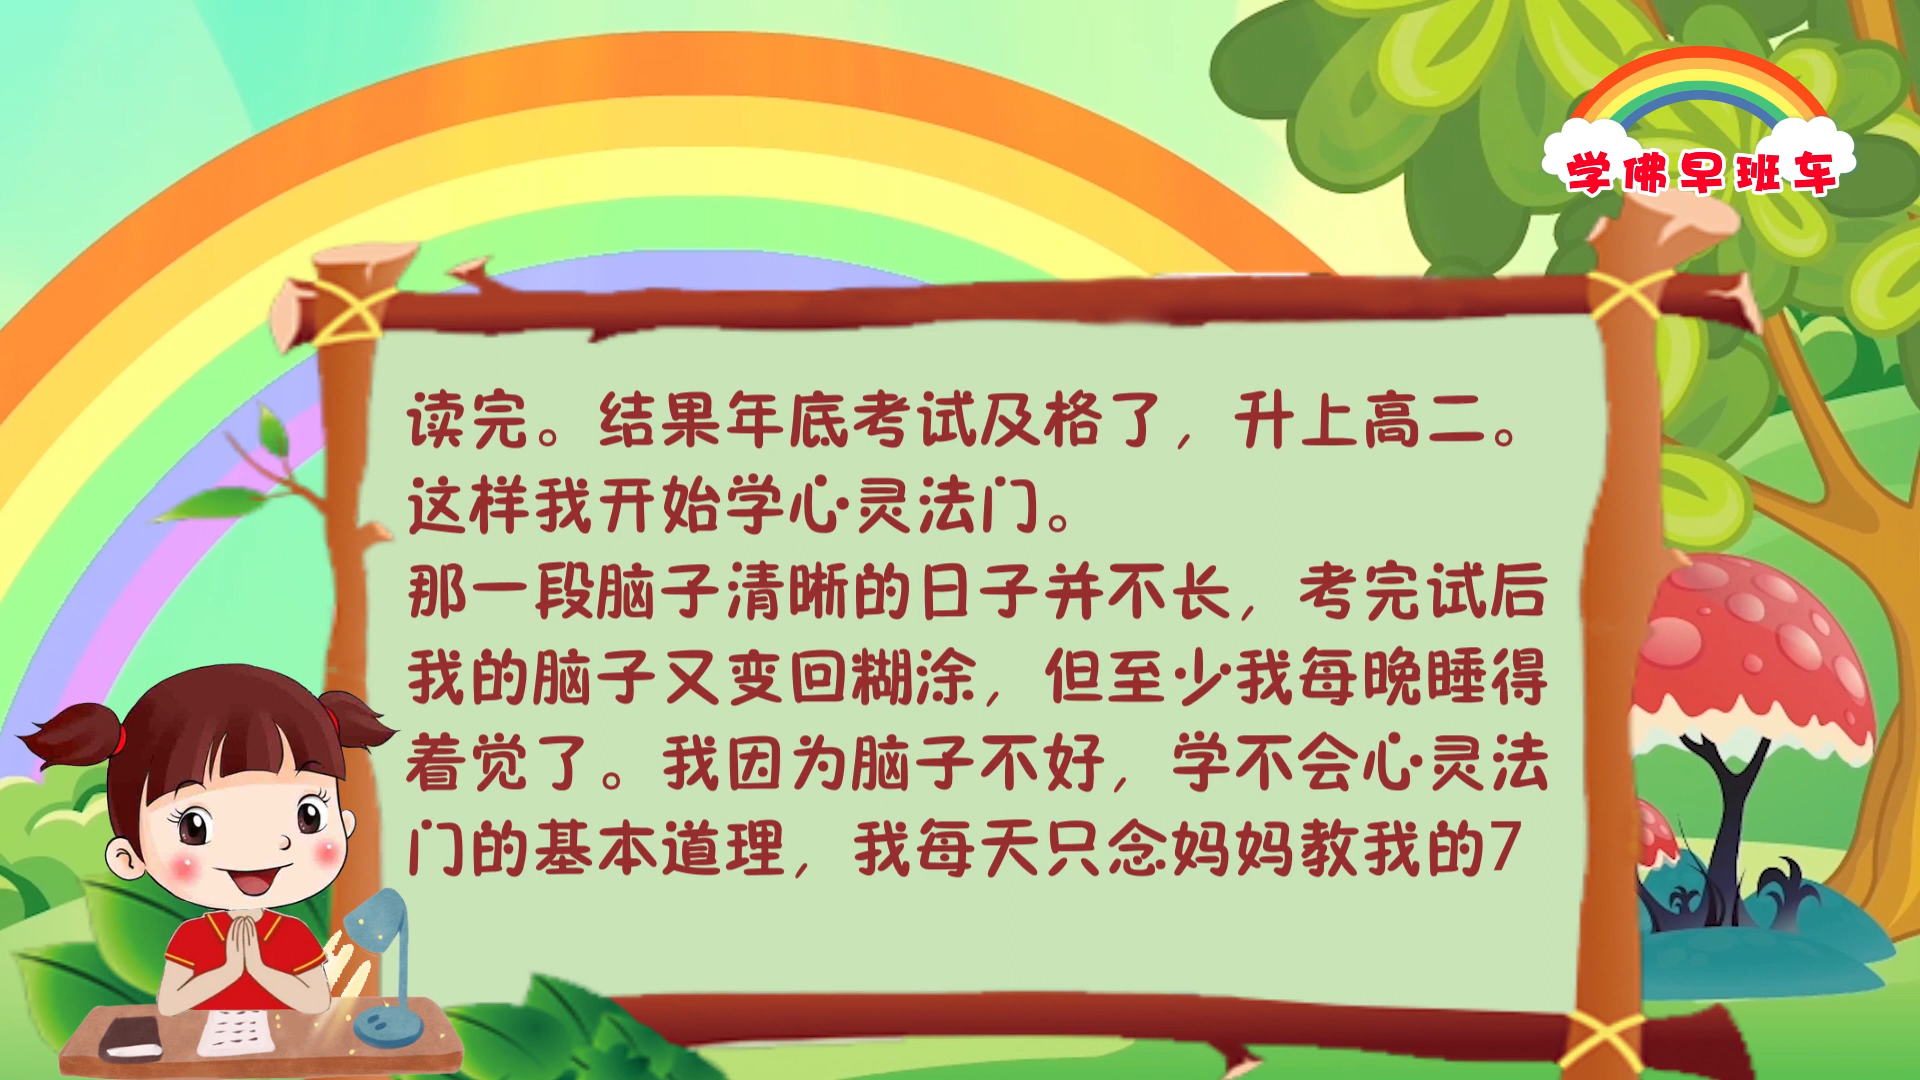 学佛早班车
读完。结果年底考试及格了，升上高二。
这样我开始学心灵法门。
那一段脑子清晰的日子并不长，考完试后
我的脑子又变回糊涂，但至少我每晚睡得
着觉了。我因为脑子不好，学不会心灵法
门的基本道理，我每天只念妈妈教我的7